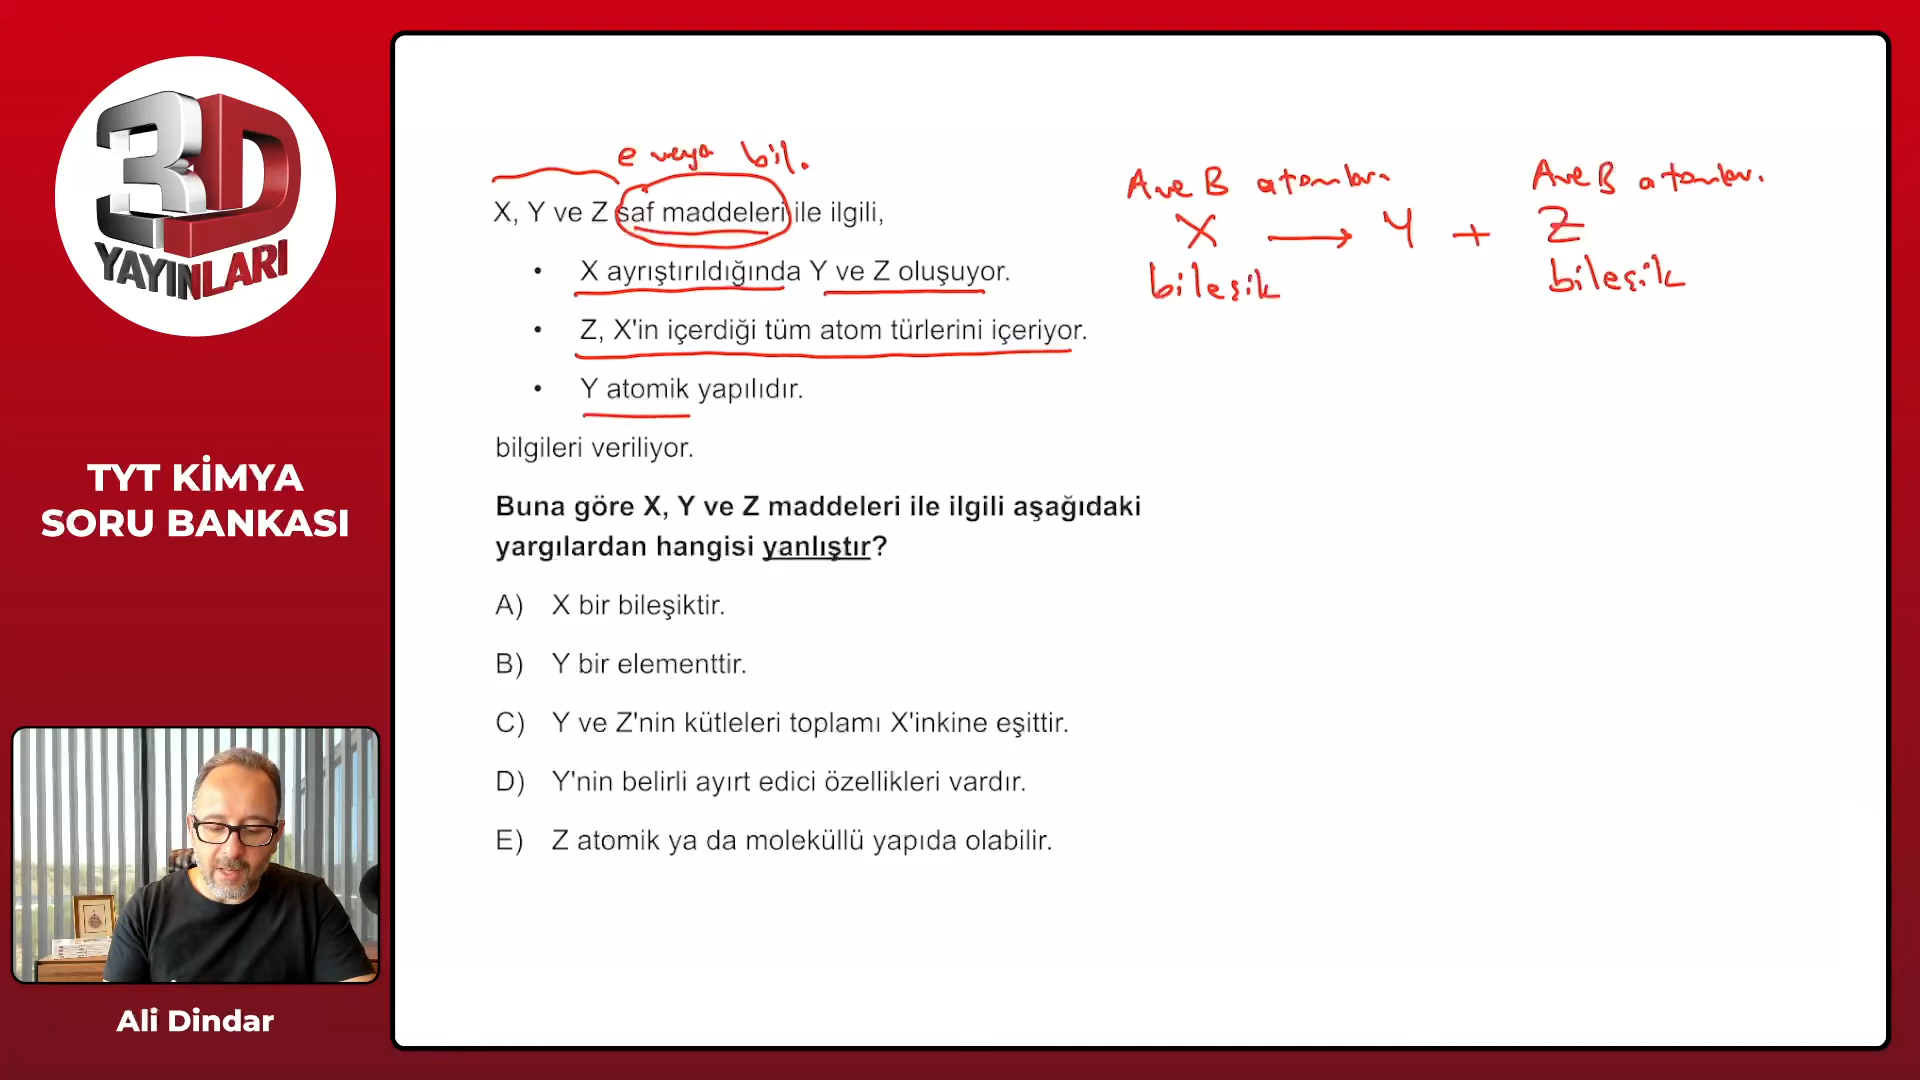 3D
YAYINLARI
TYT KİMYA
SORU BANKASI
Ali Dindar
e veya bil.
X, Y ve Z saf maddeleri ile ilgili,
• X ayrıştırıldığında Y ve Z oluşuyor.
• Z, X'in içerdiği tüm atom türlerini içeriyor.
• Y atomik yapılıdır.
bilgileri veriliyor.
Buna göre X, Y ve Z maddeleri ile ilgili aşağıdaki
yargılardan hangisi yanlıştır?
A) X bir bileşiktir.
B) Y bir elementtir.
C) Y ve Z'nin kütleleri toplamı X'inkine eşittir.
D) Y'nin belirli ayırt edici özellikleri vardır.
E) Z atomik ya da moleküllü yapıda olabilir.
A ve B atomları A ve B atomları
X → Y + Z
bileşik bileşik